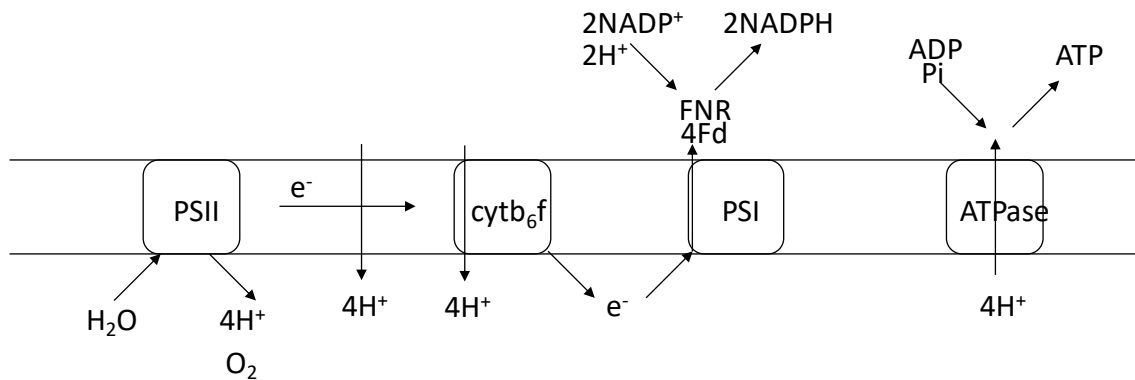 2NADP⁺ 2NADPH
2H⁺
ADP
Pi
ATP
FNR
4Fd
e⁻
PSII
cytb₆f
PSI
ATPase
H₂O
4H⁺
O₂
4H⁺
4H⁺
e⁻
4H⁺